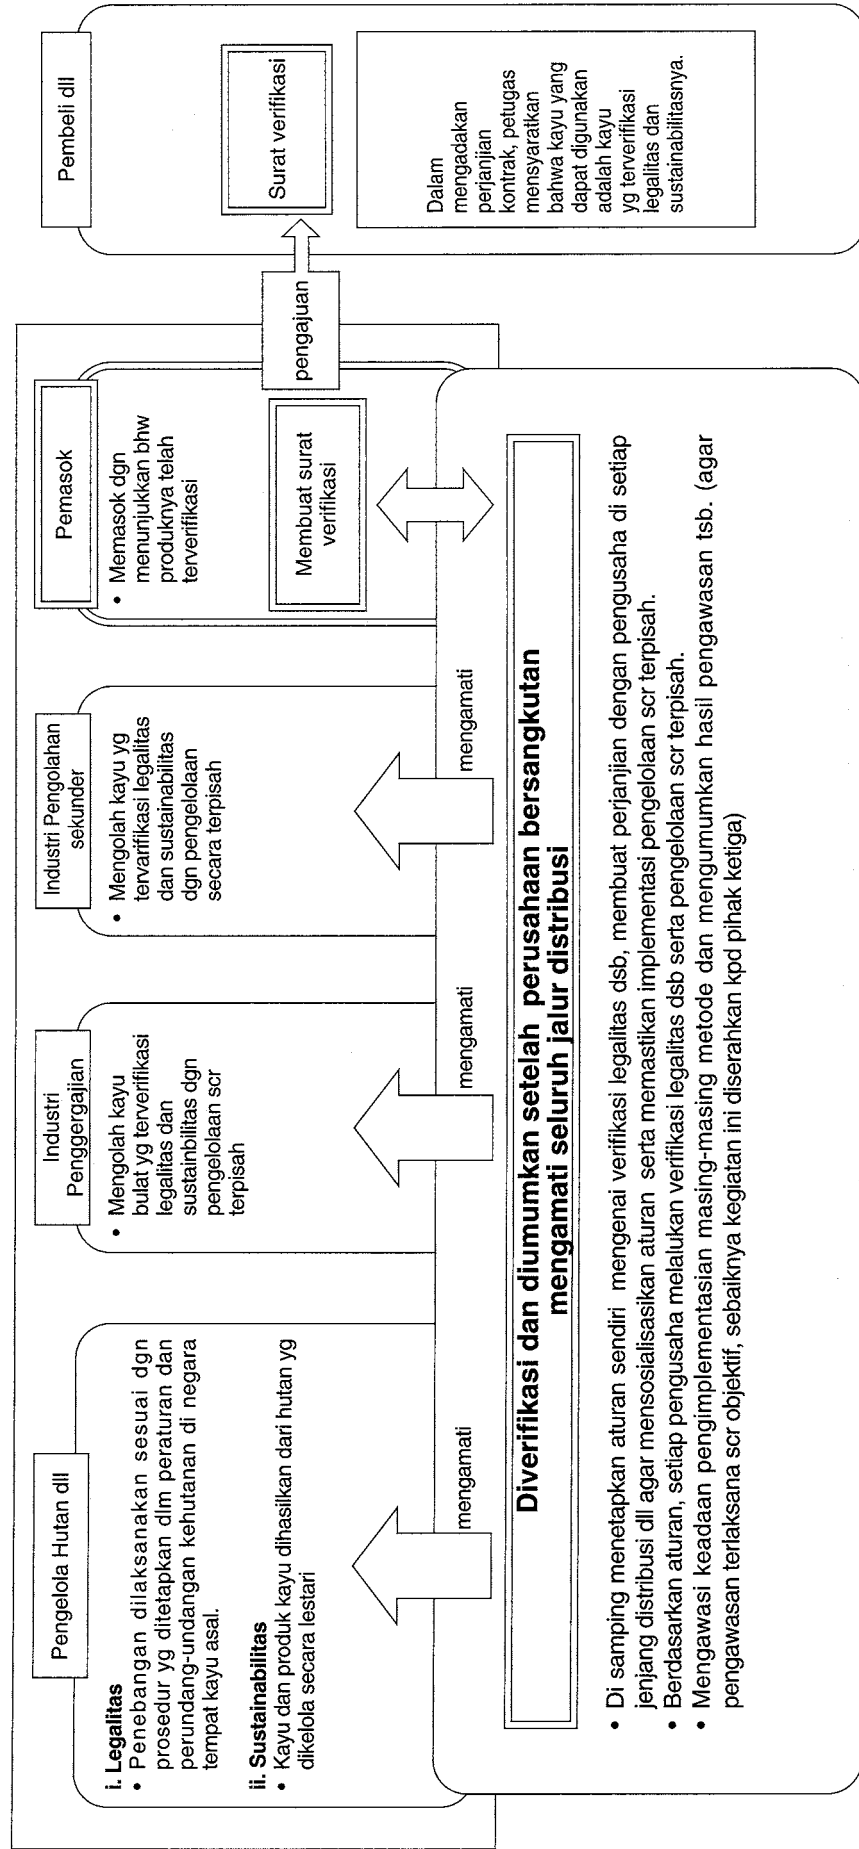 Pengelola Hutan dll
i. Legalitas
• Penebangan dilaksanakan sesuai dgn
prosedur yg ditetapkan dlm peraturan dan
perundang-undangan kehutanan di negara
tempat kayu asal.
ii. Sustainabilitas
• Kayu dan produk kayu dihasilkan dari hutan yg
dikelola secara lestari
Industri
Penggergajian
• Mengolah kayu
bulat yg terverifikasi
legalitas dan
sustainbilitas dgn
pengelolaan scr
terpisah
Industri Pengolahan
sekunder
• Mengolah kayu yg
tervarifikasi legalitas
dan sustainabilitas
dgn pengelolaan
secara terpisah
Pemasok
• Memasok dgn
menunjukkan bhw
produknya telah
terverifikasi
Membuat surat
verifikasi
pengajuan
Pembeli dll
Surat verifikasi
Dalam
mengadakan
perjanjian
kontrak, petugas
mensyaratkan
bahwa kayu yang
dapat digunakan
adalah kayu
yg terverifikasi
legalitas dan
sustainabilitasnya.
mengamati
mengamati
mengamati
Diverifikasi dan diumumkan setelah perusahaan bersangkutan
mengamati seluruh jalur distribusi
• Di samping menetapkan aturan sendiri mengenai verifikasi legalitas dsb, membuat perjanjian dengan pengusaha di setiap
jenjang distribusi dll agar mensosialisasikan aturan serta memastikan implementasi pengelolaan scr terpisah.
• Berdasarkan aturan, setiap pengusaha melalukan verifikasi legalitas dsb serta pengelolaan scr terpisah.
• Mengawasi keadaan pengimplementasian masing-masing metode dan mengumumkan hasil pengawasan tsb. (agar
pengawasan terlaksana scr objektif, sebaiknya kegiatan ini diserahkan kpd pihak ketiga)